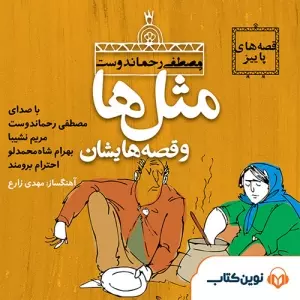 قصه‌های
پاییز
مصطفی رحماندوست
مثل‌ها
و قصه‌هایشان
با صدای
مصطفی رحماندوست
مریم نشیبا
بهرام شاه‌محمدلو
احترام برومند
آهنگساز: مهدی زارع
نوین‌کتاب